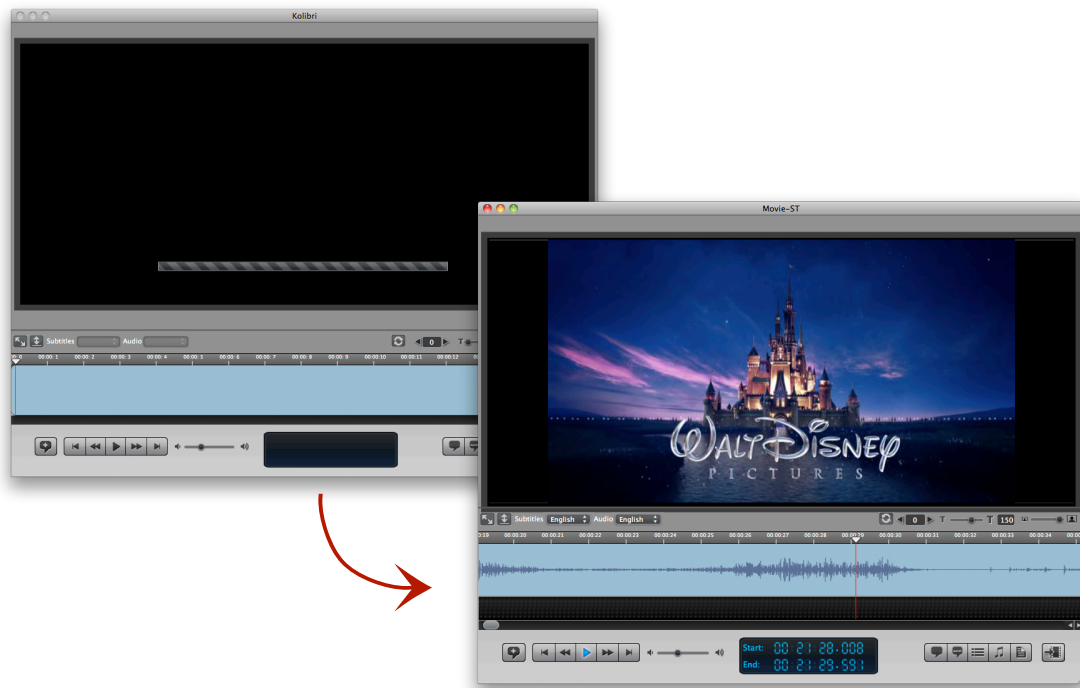 Kolibri
Subtitles Audio 0 T
00:00: 1 00:00: 2 00:00: 3 00:00: 4 00:00: 5 00:00: 6 00:00: 7 00:00: 8 00:00: 9 00:00:10 00:00:11 00:00:12
Movie-ST
WALT DISNEY
PICTURES
Subtitles English Audio English 0 T T 150
0:19 00:00:20 00:00:21 00:00:22 00:00:23 00:00:24 00:00:25 00:00:26 00:00:27 00:00:28 00:00:29 00:00:30 00:00:31 00:00:32 00:00:33 00:00:34
Start: 00:21:28.008
End: 00:21:29.591